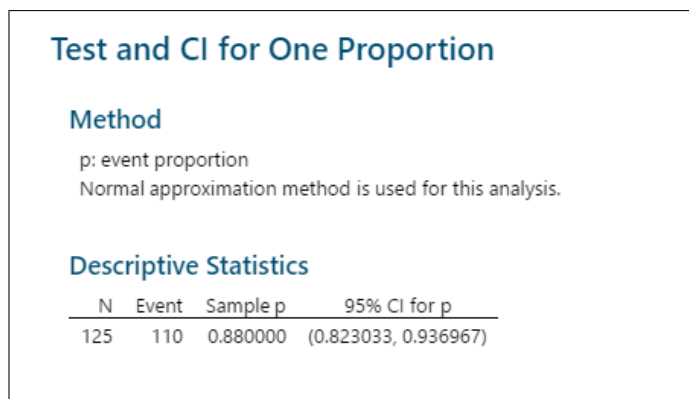 Test and CI for One Proportion
Method
p: event proportion
Normal approximation method is used for this analysis.
Descriptive Statistics
N Event Sample p 95% CI for p
125 110 0.880000 (0.823033, 0.936967)